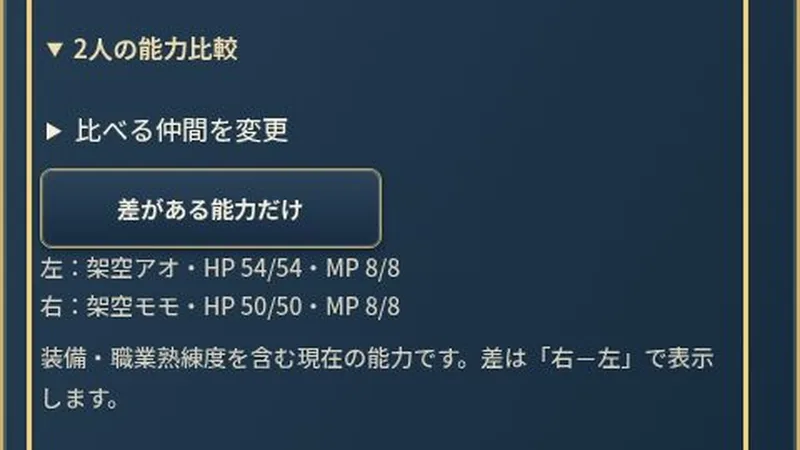 ▼ 2人の能力比較
▶ 比べる仲間を変更
差がある能力だけ
左：架空アオ・HP 54/54・MP 8/8
右：架空モモ・HP 50/50・MP 8/8
装備・職業熟練度を含む現在の能力です。差は「右－左」で表示
します。